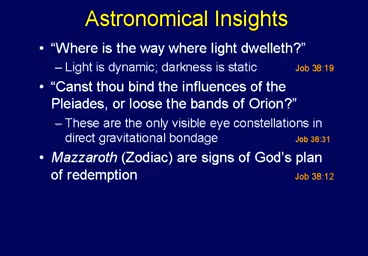 Astronomical Insights
• “Where is the way where light dwelleth?”
– Light is dynamic; darkness is static Job 38:19
• “Canst thou bind the influences of the
Pleiades, or loose the bands of Orion?”
– These are the only visible eye constellations in
direct gravitational bondage Job 38:31
• Mazzaroth (Zodiac) are signs of God’s plan
of redemption Job 38:12